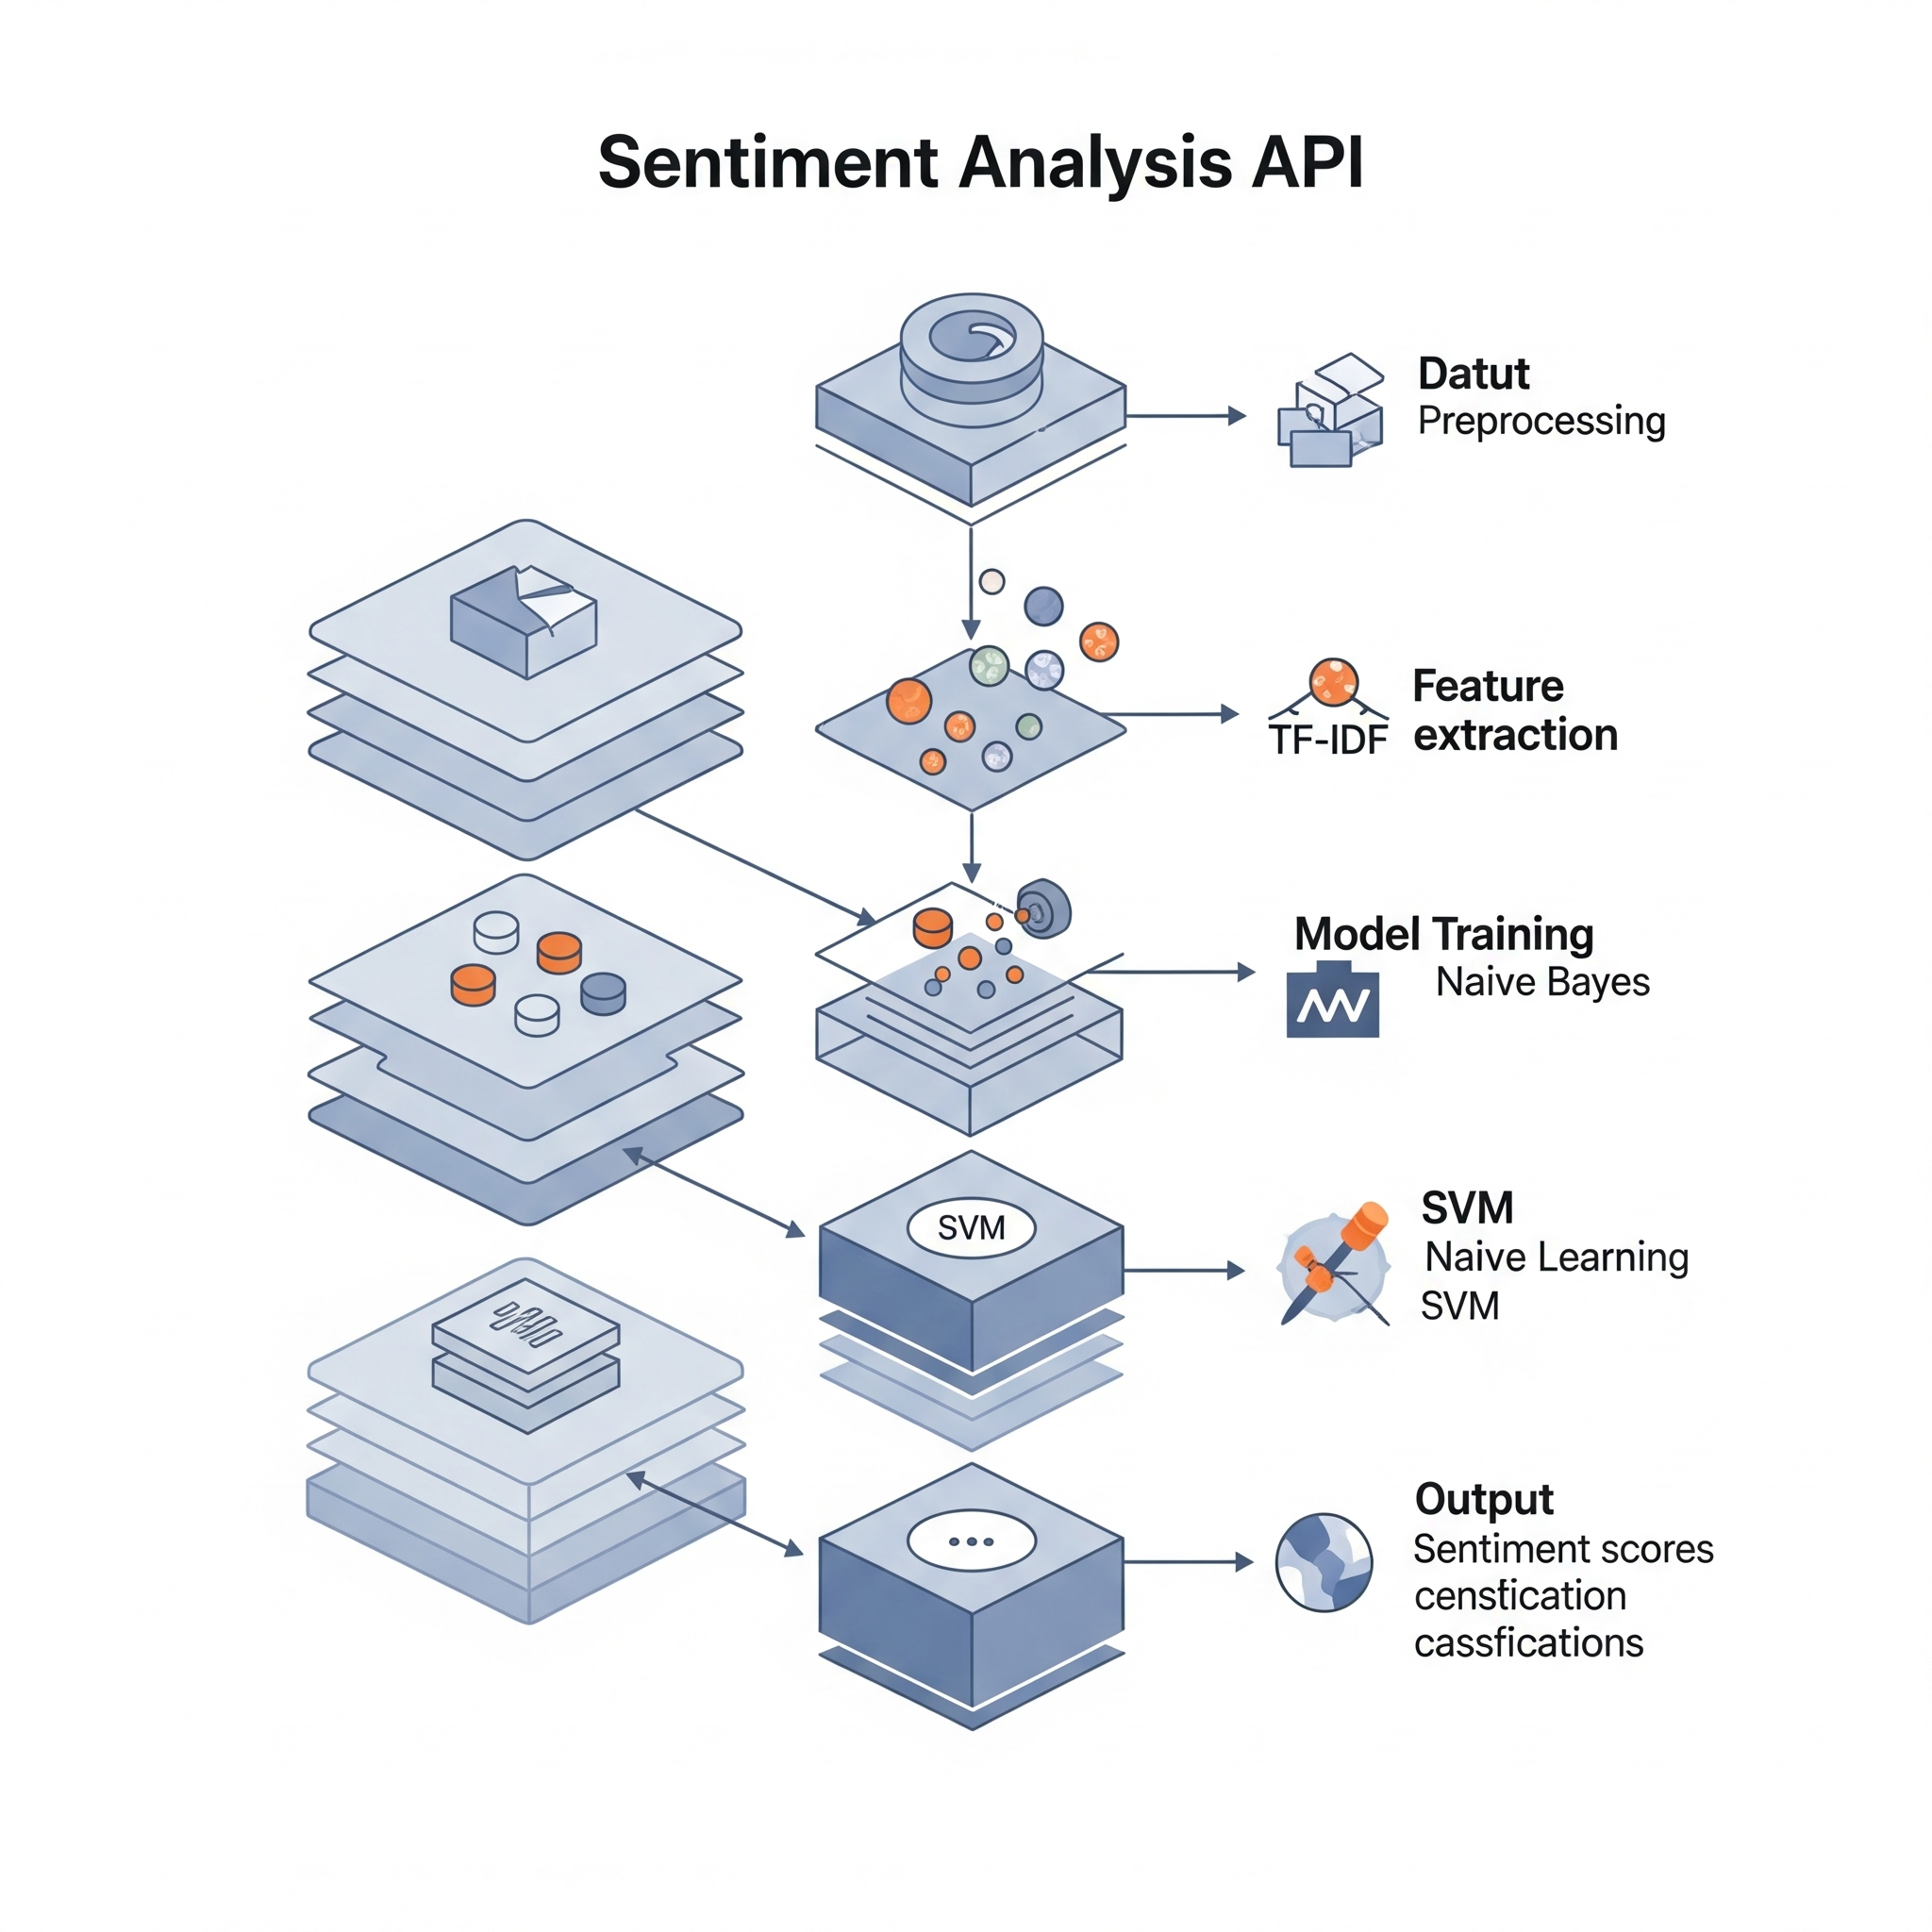 Sentiment Analysis API
Datut
Preprocessing
TF-IDF
Feature
extraction
Model Training
Naive Bayes
SVM
SVM
Naive Learning
SVM
Output
Sentiment scores
censtication
cassfications